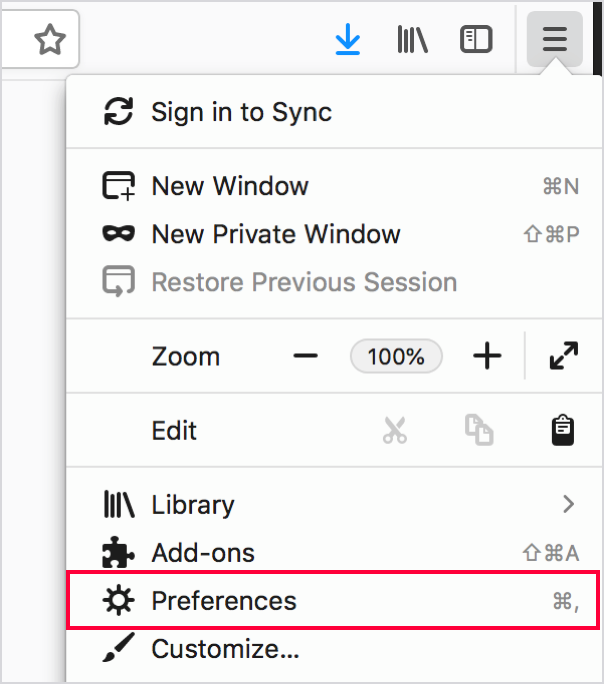 Sign in to Sync
New Window ⌘N
New Private Window ⇧⌘P
Restore Previous Session
Zoom 100%
Edit
Library
Add-ons ⇧⌘A
Preferences ⌘,
Customize...